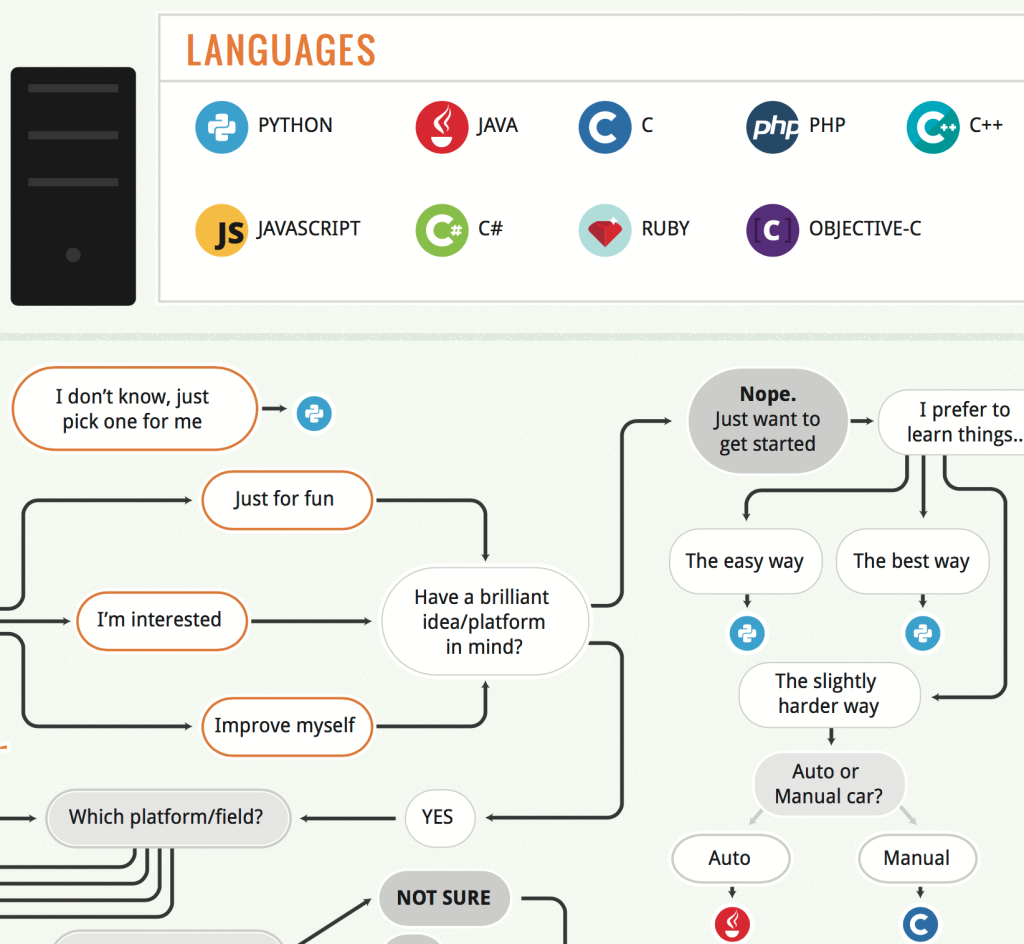 LANGUAGES
PYTHON
JAVA
C
C
php
PHP
C++
C++
JS
JAVASCRIPT
C#
C#
RUBY
[C]
OBJECTIVE-C
I don't know, just
pick one for me
Nope.
Just want to
get started
I prefer to
learn things..
Just for fun
The easy way
The best way
I'm interested
Have a brilliant
idea/platform
in mind?
The slightly
harder way
Improve myself
Auto or
Manual car?
Which platform/field?
YES
Auto
Manual
NOT SURE
C